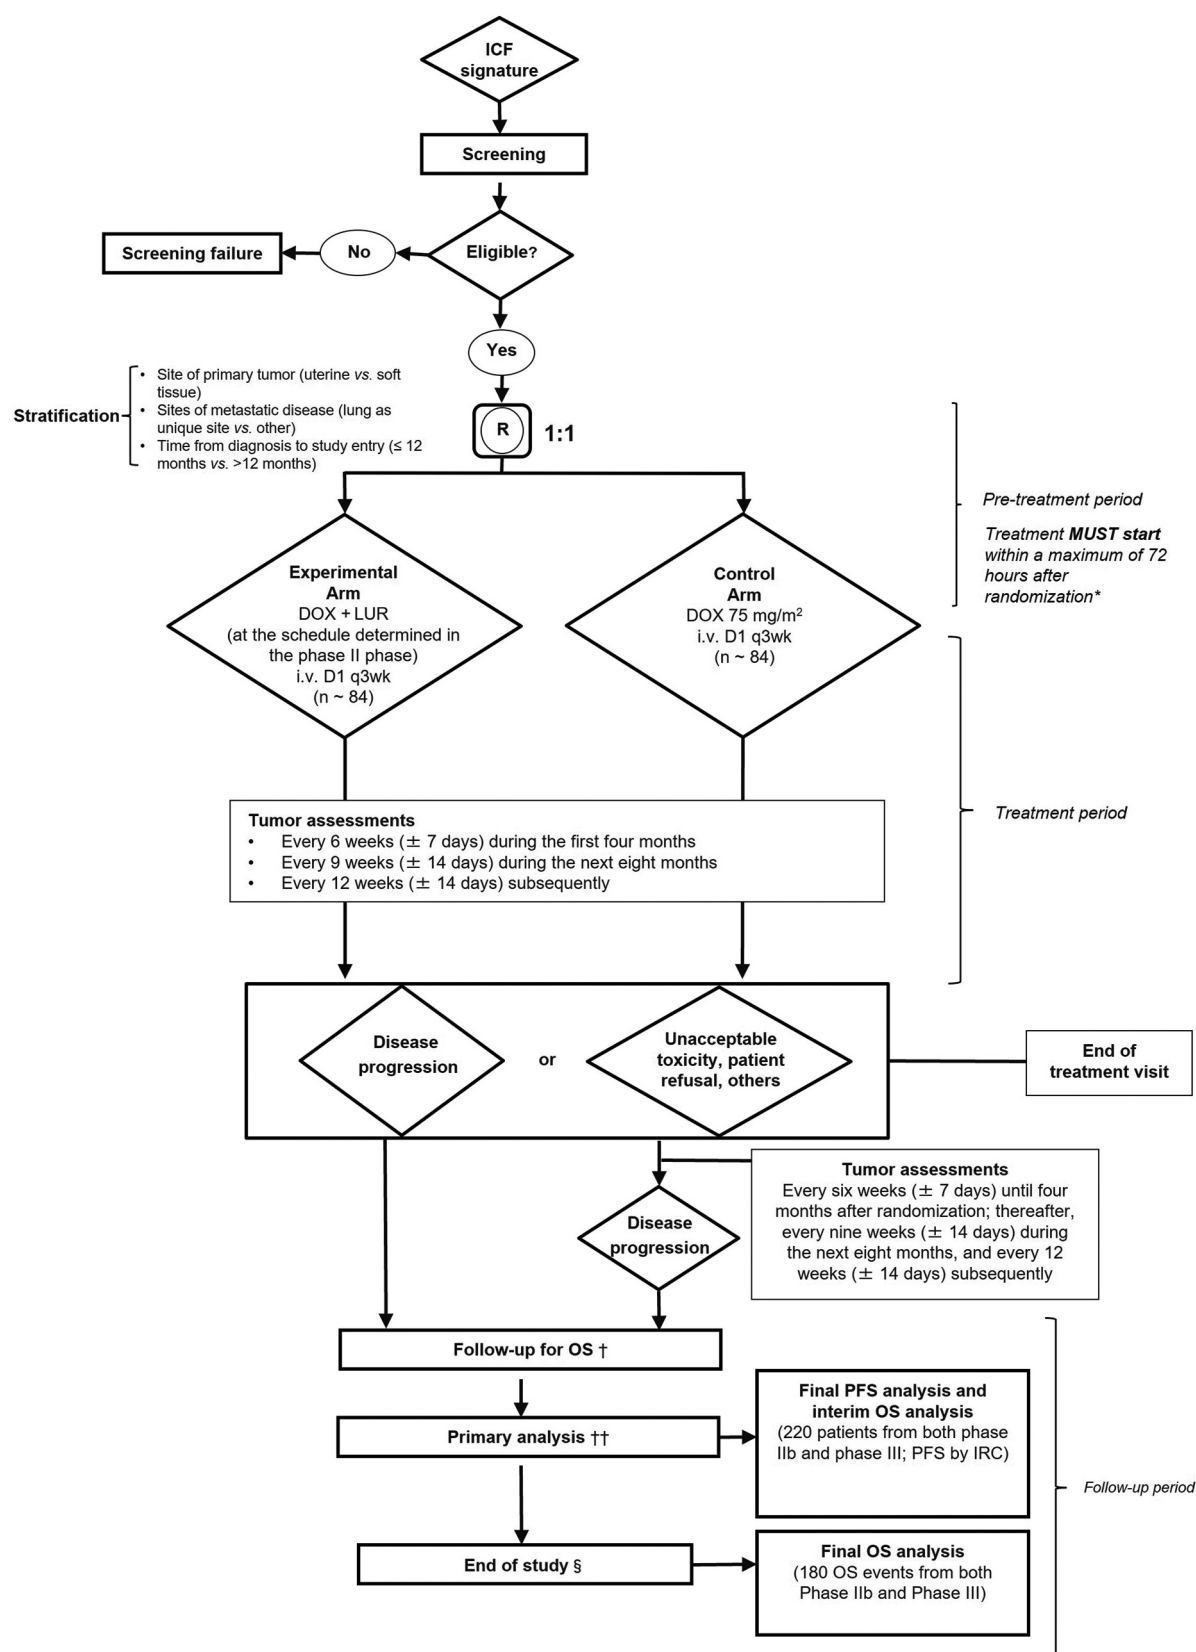 ICF
signature
Screening
Eligible?
No
Screening failure
Yes
Stratification
• Site of primary tumor (uterine vs. soft
tissue)
• Sites of metastatic disease (lung as
unique site vs. other)
• Time from diagnosis to study entry (≤ 12
months vs. >12 months)
R
1:1
Pre-treatment period
Treatment MUST start
within a maximum of 72
hours after
randomization*
Experimental
Arm
DOX + LUR
(at the schedule determined in
the phase II phase)
i.v. D1 q3wk
(n ~ 84)
Control
Arm
DOX 75 mg/m²
i.v. D1 q3wk
(n ~ 84)
Tumor assessments
• Every 6 weeks (± 7 days) during the first four months
• Every 9 weeks (± 14 days) during the next eight months
• Every 12 weeks (± 14 days) subsequently
Treatment period
Disease
progression
or
Unacceptable
toxicity, patient
refusal, others
End of
treatment visit
Disease
progression
Tumor assessments
Every six weeks (± 7 days) until four
months after randomization; thereafter,
every nine weeks (± 14 days) during
the next eight months, and every 12
weeks (± 14 days) subsequently
Follow-up for OS †
Primary analysis ††
Final PFS analysis and
interim OS analysis
(220 patients from both phase
IIb and phase III; PFS by IRC)
Follow-up period
End of study §
Final OS analysis
(180 OS events from both
Phase IIb and Phase III)